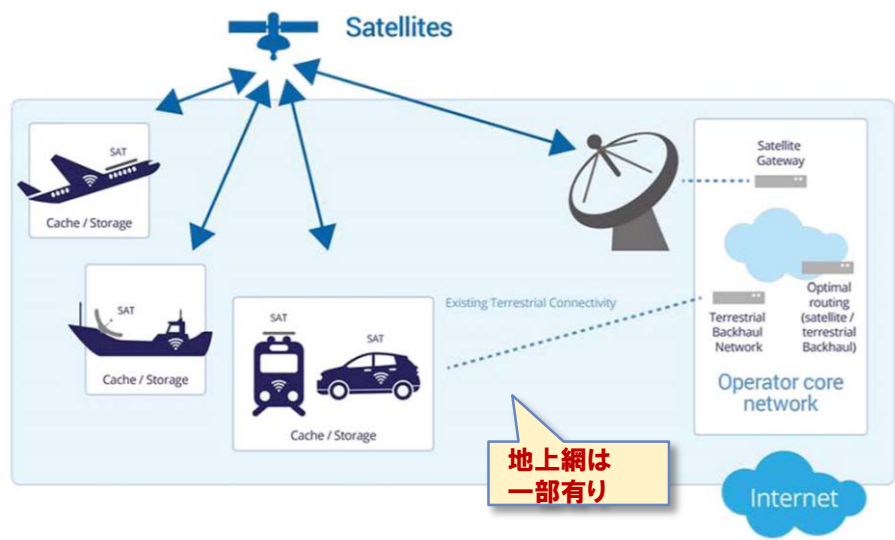 Satellites
SAT
Cache / Storage
SAT
Cache / Storage
SAT
SAT
Cache / Storage
Existing Terrestrial Connectivity
地上網は
一部有り
Satellite
Gateway
Terrestrial
Backhaul
Network
Optimal
routing
(satellite /
terrestrial
Backhaul)
Operator core
network
Internet